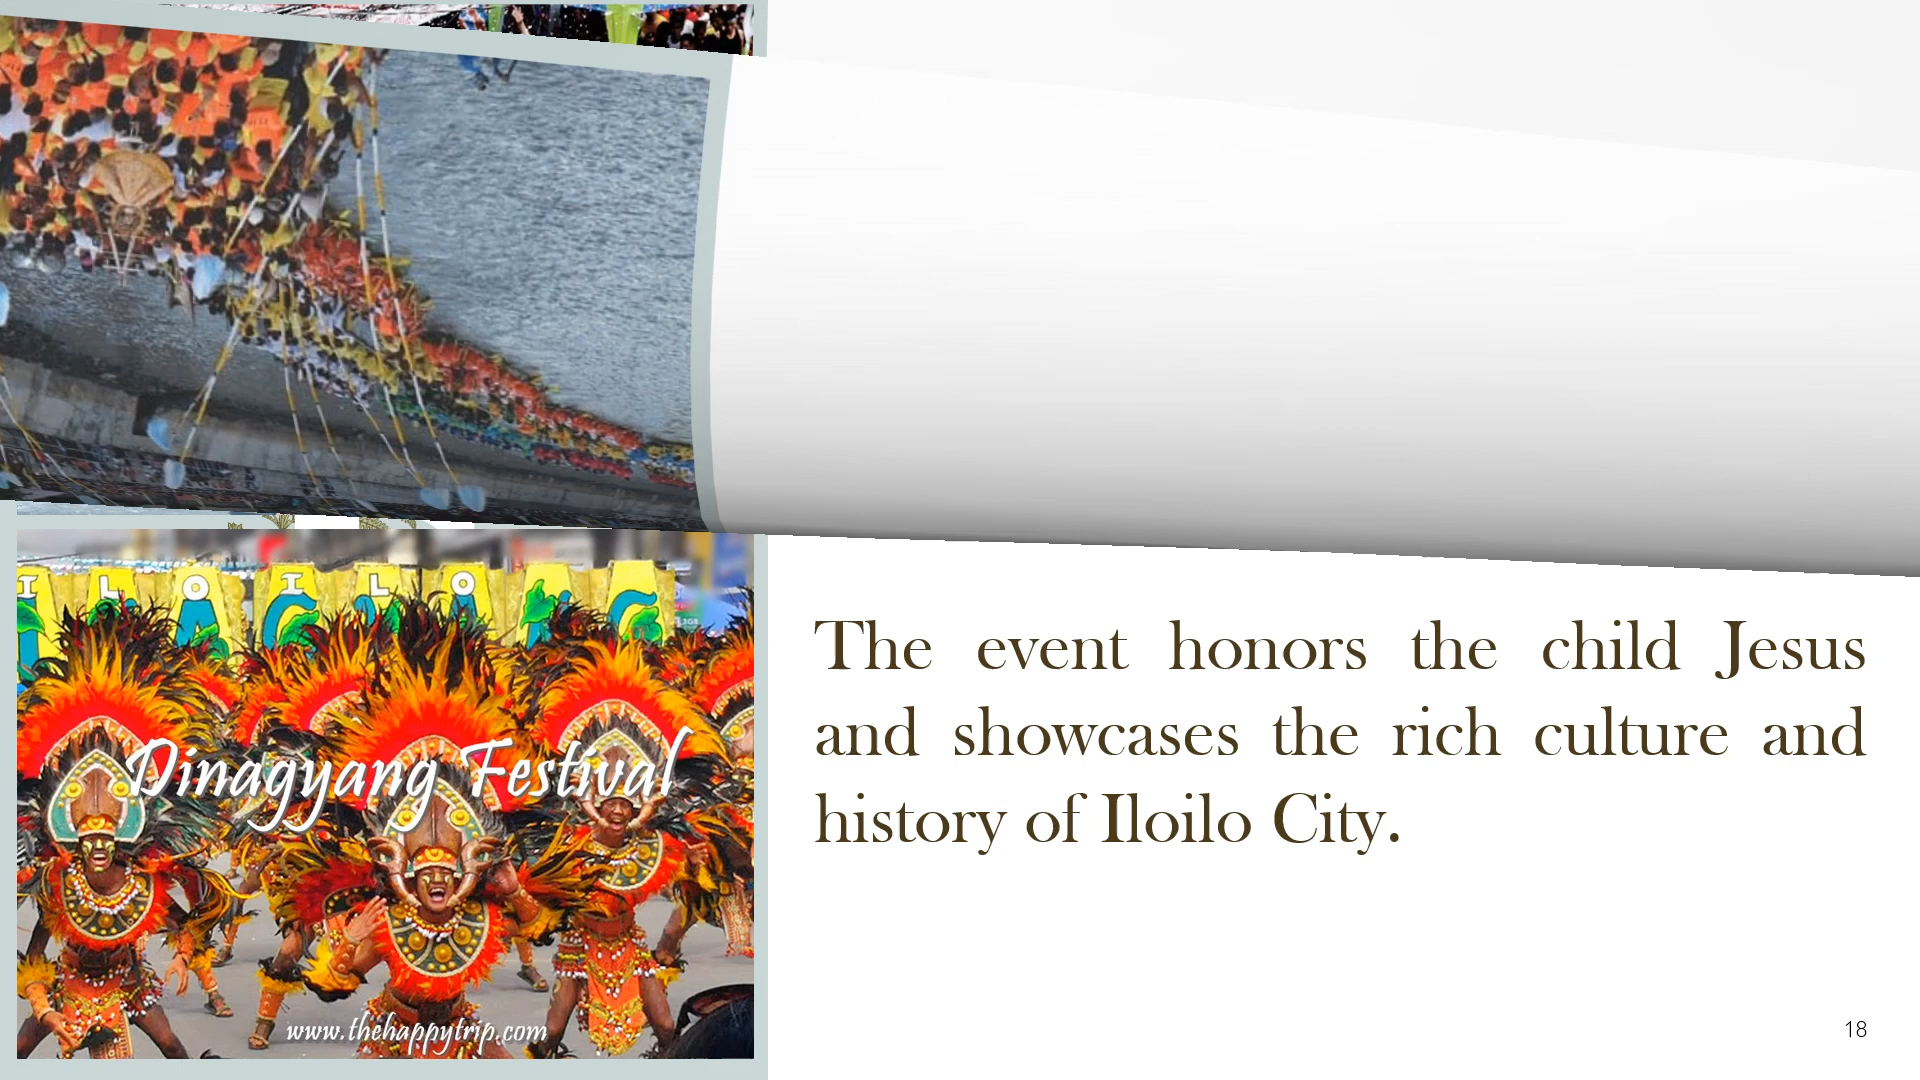 ILOILO
Dinagyang Festival
www.thehappytrip.com
The event honors the child Jesus
and showcases the rich culture and
history of Iloilo City.
18